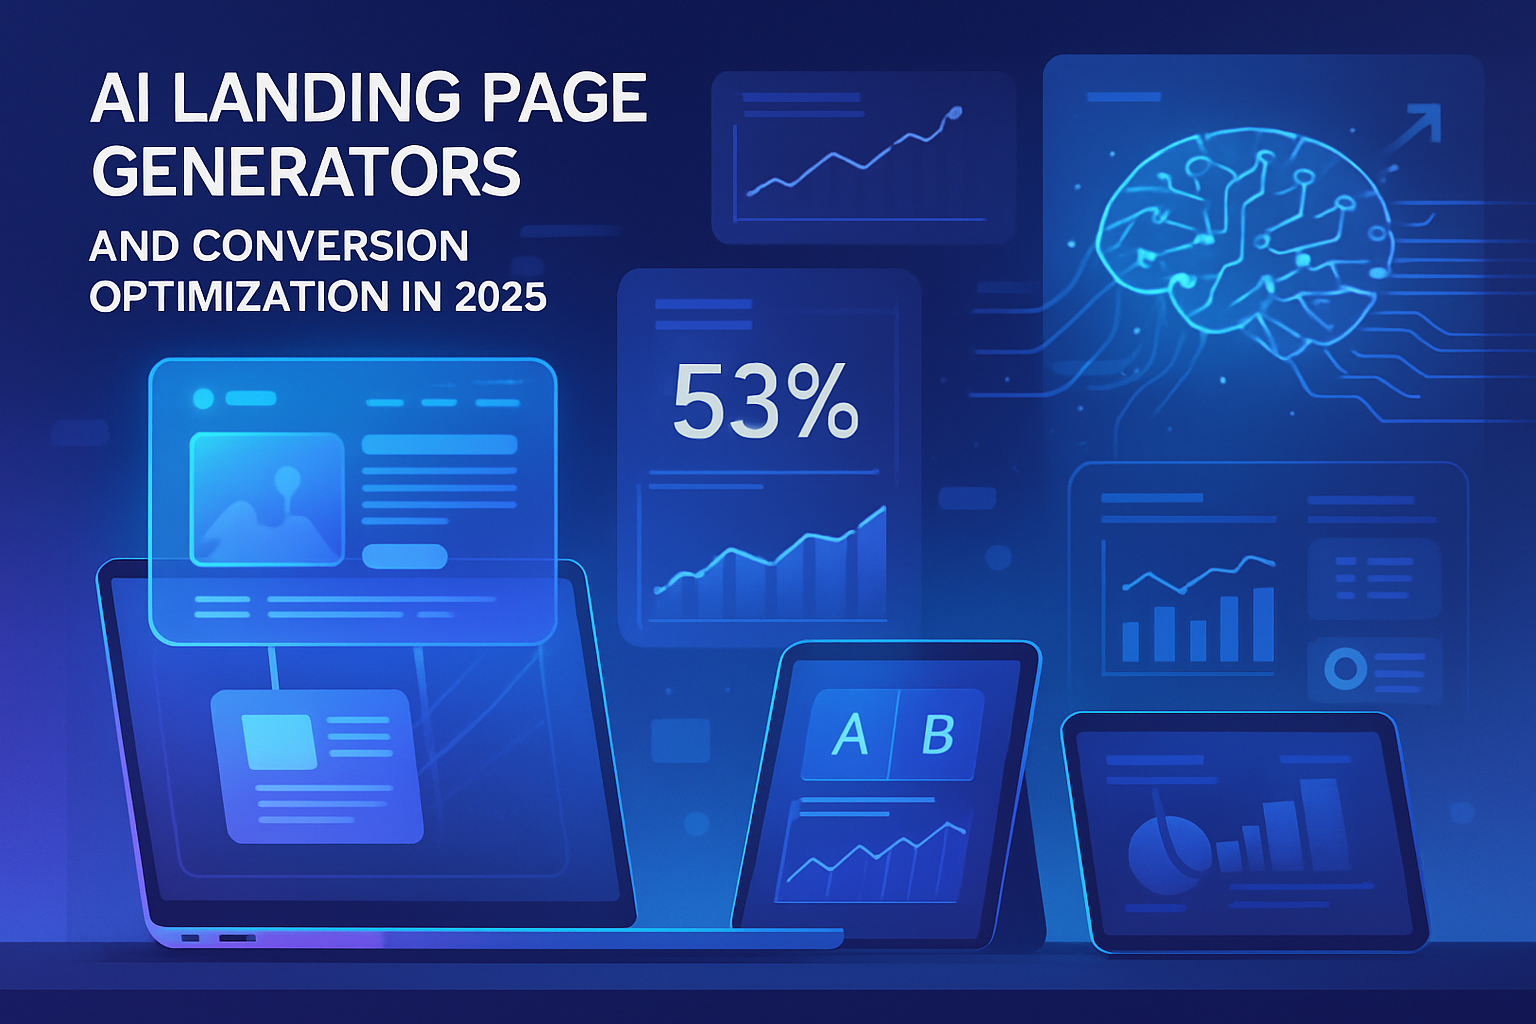 AI LANDING PAGE
GENERATORS
AND CONVERSION
OPTIMIZATION IN 2025
53%
A B